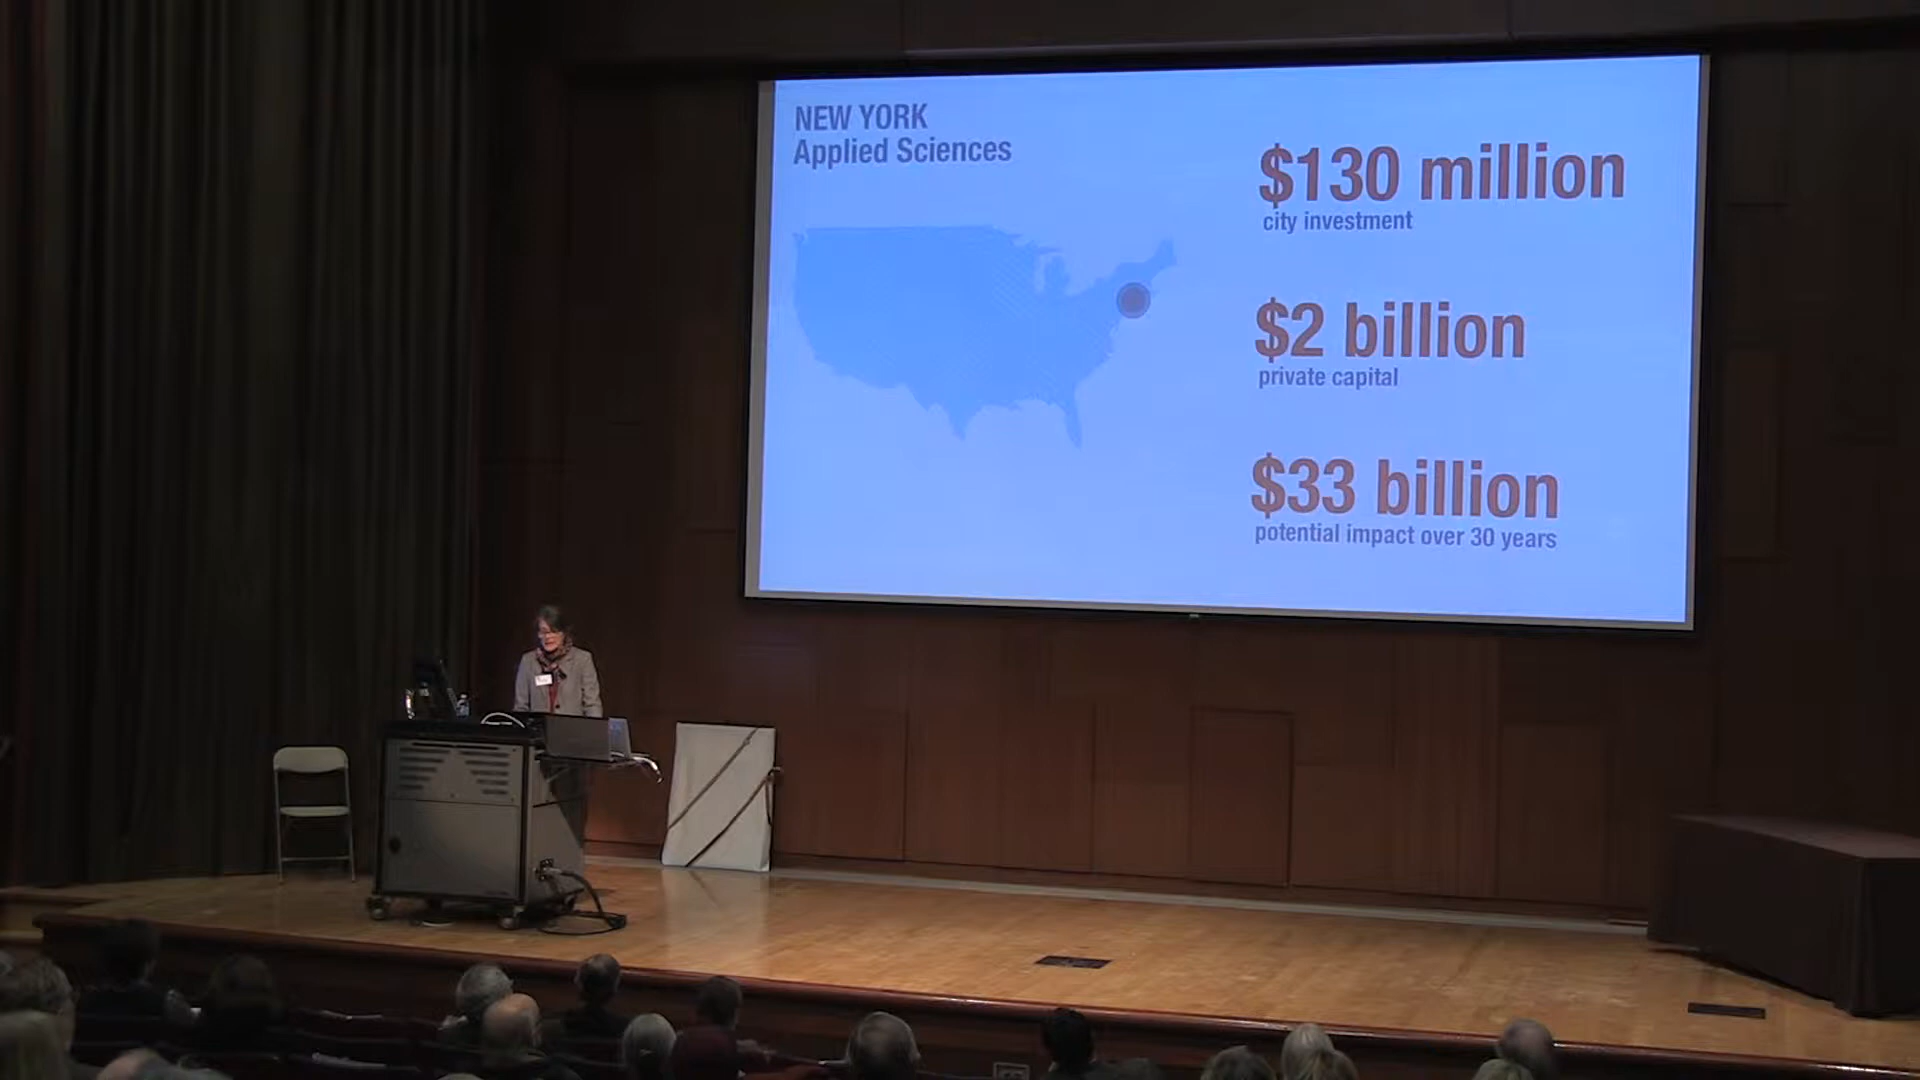 NEW YORK
Applied Sciences
$130 million
city investment
$2 billion
private capital
$33 billion
potential impact over 30 years